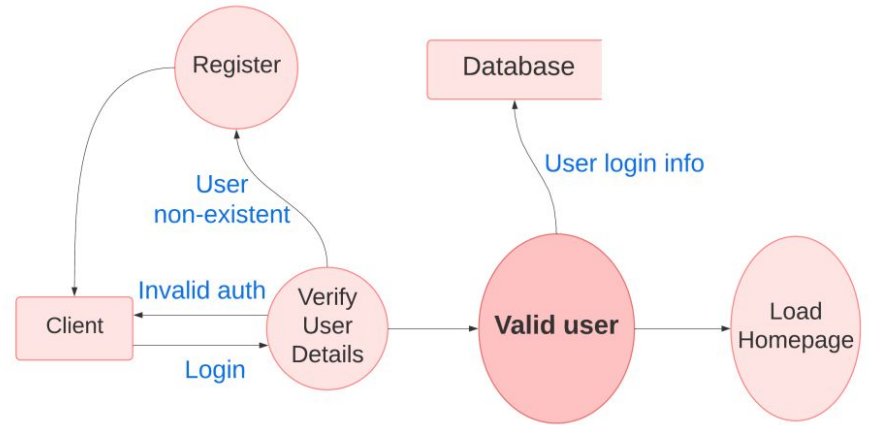 Register
Database
User login info
User
non-existent
Invalid auth
Client
Login
Verify
User
Details
Valid user
Load
Homepage